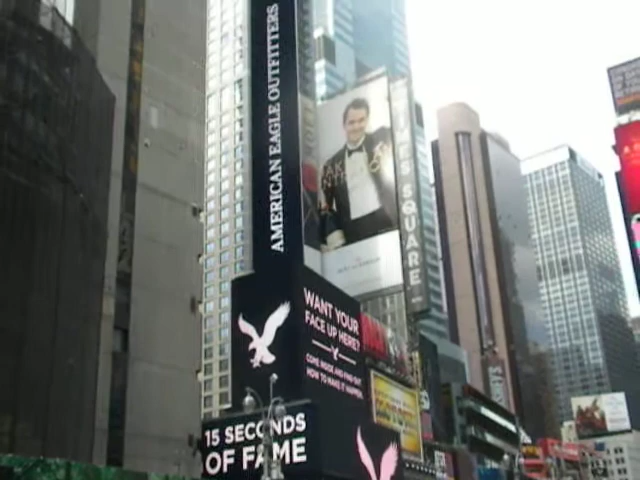 AMERICAN EAGLE OUTFITTERS
TIMES SQUARE
WANT YOUR
FACE UP HERE?
COME INSIDE AND FIND OUT
HOW TO MAKE IT HAPPEN
15 SECONDS
OF FAME